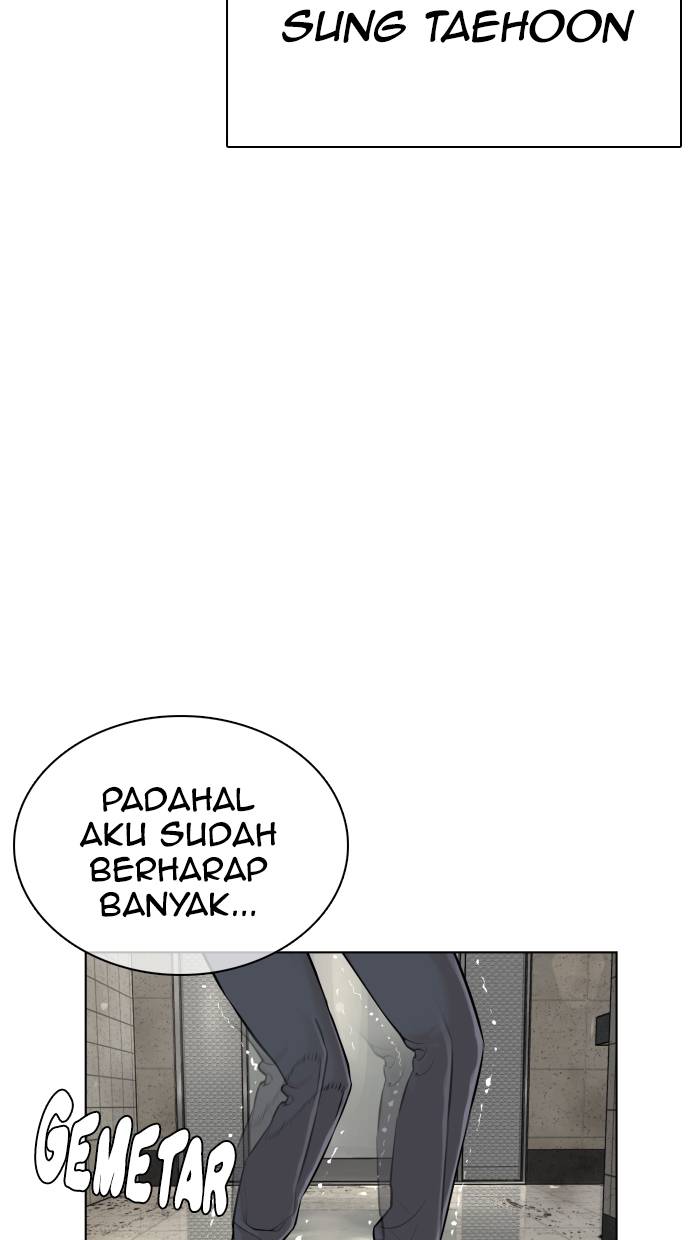 SUNG TAEHOON
PADAHAL
AKU SUDAH
BERHARAP
BANYAK...
GEMETAR